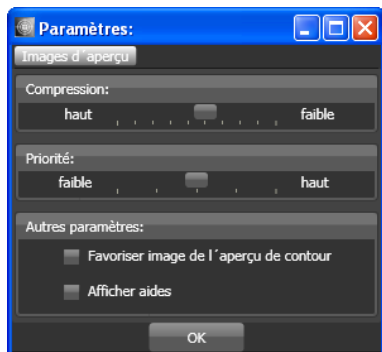 Paramètres:
Images d´aperçu
Compression:
haut faible
Priorité:
faible haut
Autres paramètres:
Favoriser image de l´aperçu de contour
Afficher aides
OK